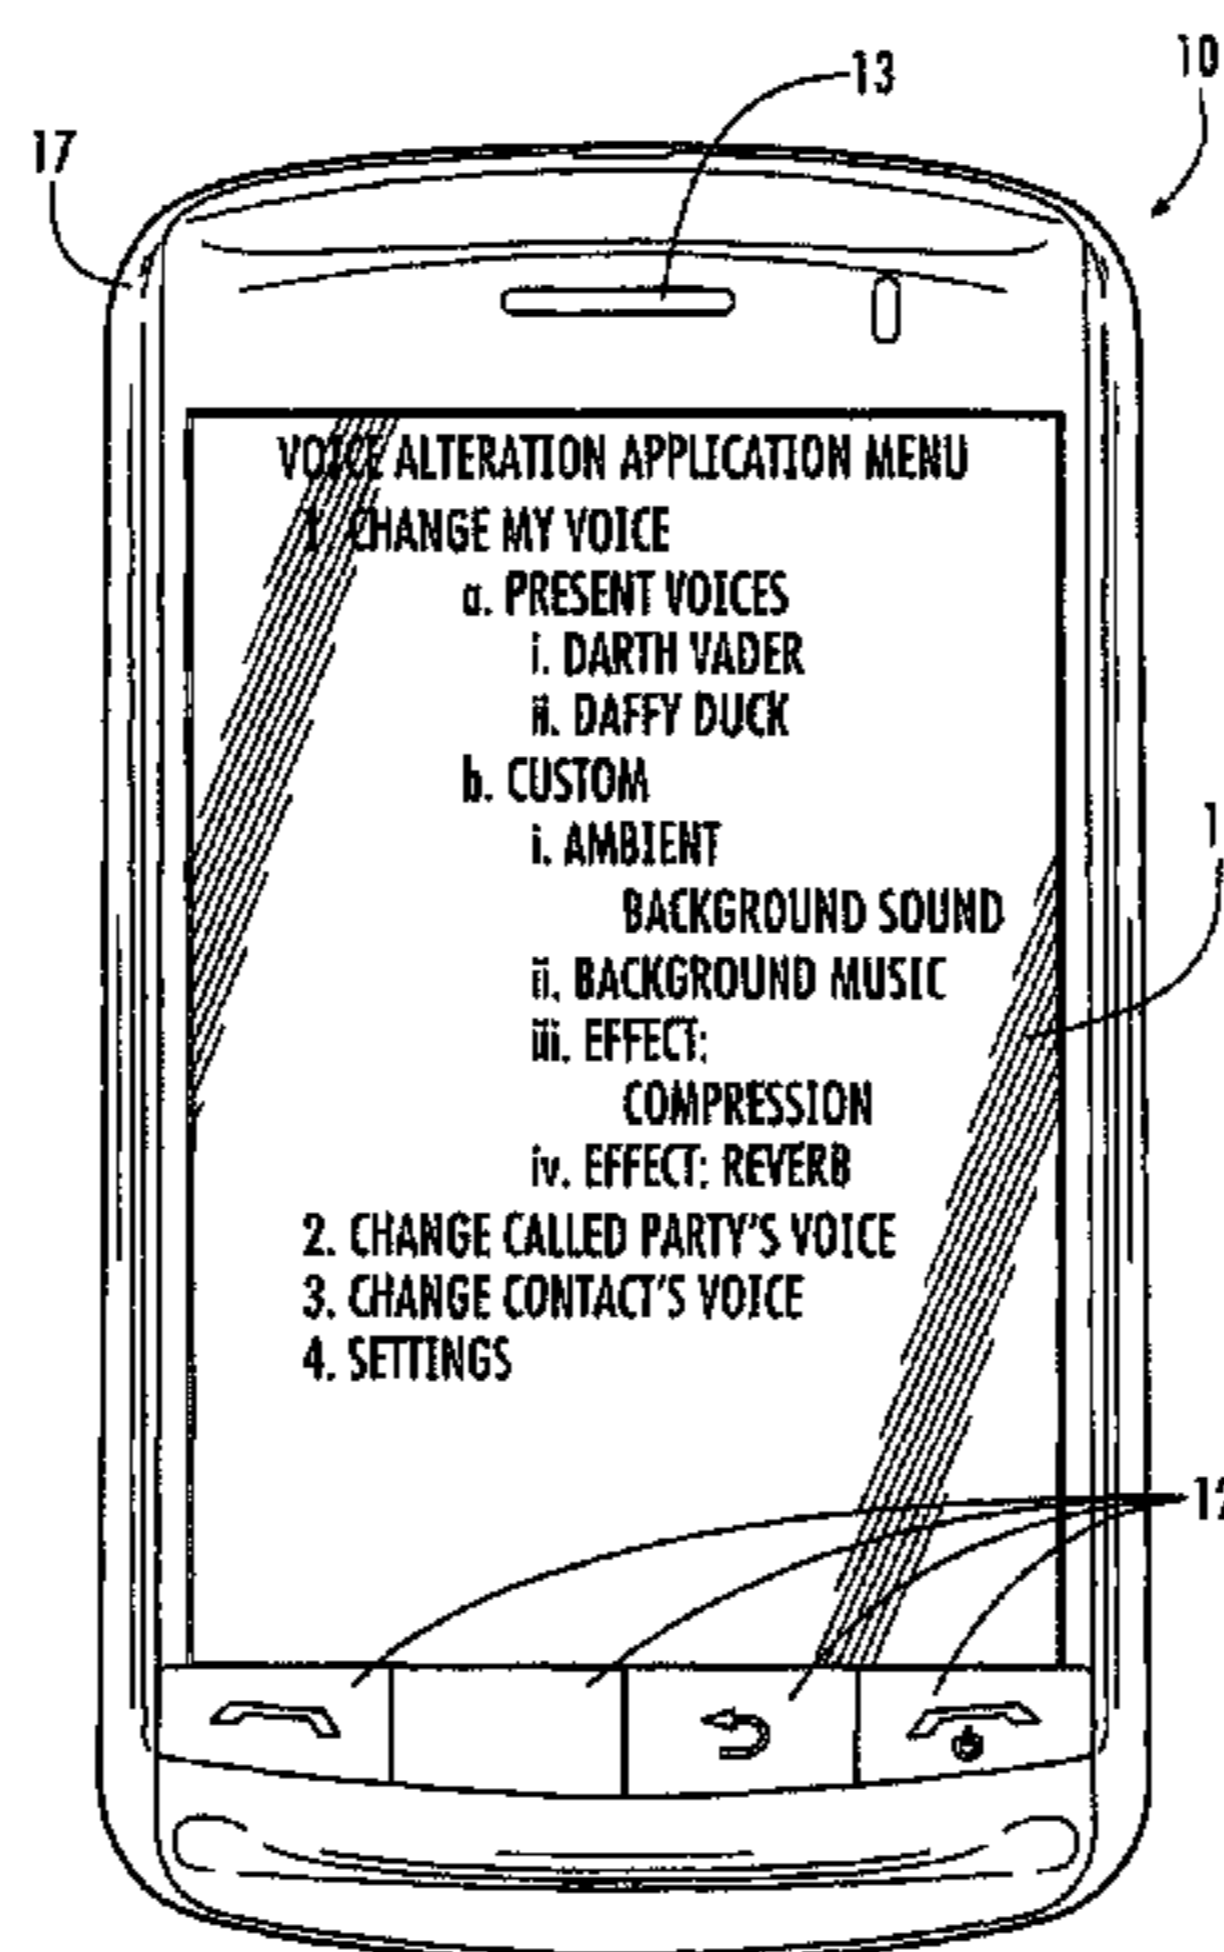 13
10
17
VOICE ALTERATION APPLICATION MENU
1. CHANGE MY VOICE
a. PRESENT VOICES
i. DARTH VADER
ii. DAFFY DUCK
b. CUSTOM
i. AMBIENT
BACKGROUND SOUND
ii. BACKGROUND MUSIC
iii. EFFECT:
COMPRESSION
iv. EFFECT: REVERB
2. CHANGE CALLED PARTY'S VOICE
3. CHANGE CONTACT'S VOICE
4. SETTINGS
12